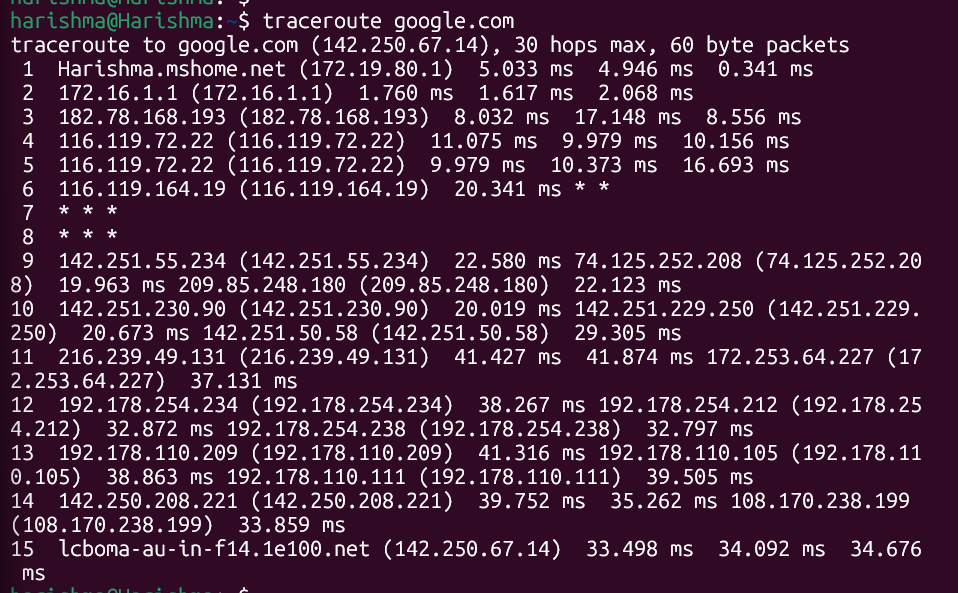 harishma@Harishma:~$
harishma@Harishma:~$ traceroute google.com
traceroute to google.com (142.250.67.14), 30 hops max, 60 byte packets
 1  Harishma.mshome.net (172.19.80.1)  5.033 ms  4.946 ms  0.341 ms
 2  172.16.1.1 (172.16.1.1)  1.760 ms  1.617 ms  2.068 ms
 3  182.78.168.193 (182.78.168.193)  8.032 ms  17.148 ms  8.556 ms
 4  116.119.72.22 (116.119.72.22)  11.075 ms  9.979 ms  10.156 ms
 5  116.119.72.22 (116.119.72.22)  9.979 ms  10.373 ms  16.693 ms
 6  116.119.164.19 (116.119.164.19)  20.341 ms * *
 7  * * *
 8  * * *
 9  142.251.55.234 (142.251.55.234)  22.580 ms 74.125.252.208 (74.125.252.20
8)  19.963 ms 209.85.248.180 (209.85.248.180)  22.123 ms
10  142.251.230.90 (142.251.230.90)  20.019 ms 142.251.229.250 (142.251.229.
250)  20.673 ms 142.251.50.58 (142.251.50.58)  29.305 ms
11  216.239.49.131 (216.239.49.131)  41.427 ms  41.874 ms 172.253.64.227 (17
2.253.64.227)  37.131 ms
12  192.178.254.234 (192.178.254.234)  38.267 ms 192.178.254.212 (192.178.25
4.212)  32.872 ms 192.178.254.238 (192.178.254.238)  32.797 ms
13  192.178.110.209 (192.178.110.209)  41.316 ms 192.178.110.105 (192.178.11
0.105)  38.863 ms 192.178.110.111 (192.178.110.111)  39.505 ms
14  142.250.208.221 (142.250.208.221)  39.752 ms  35.262 ms 108.170.238.199
(108.170.238.199)  33.859 ms
15  lcboma-au-in-f14.1e100.net (142.250.67.14)  33.498 ms  34.092 ms  34.676
 ms
harishma@Harishma:~$